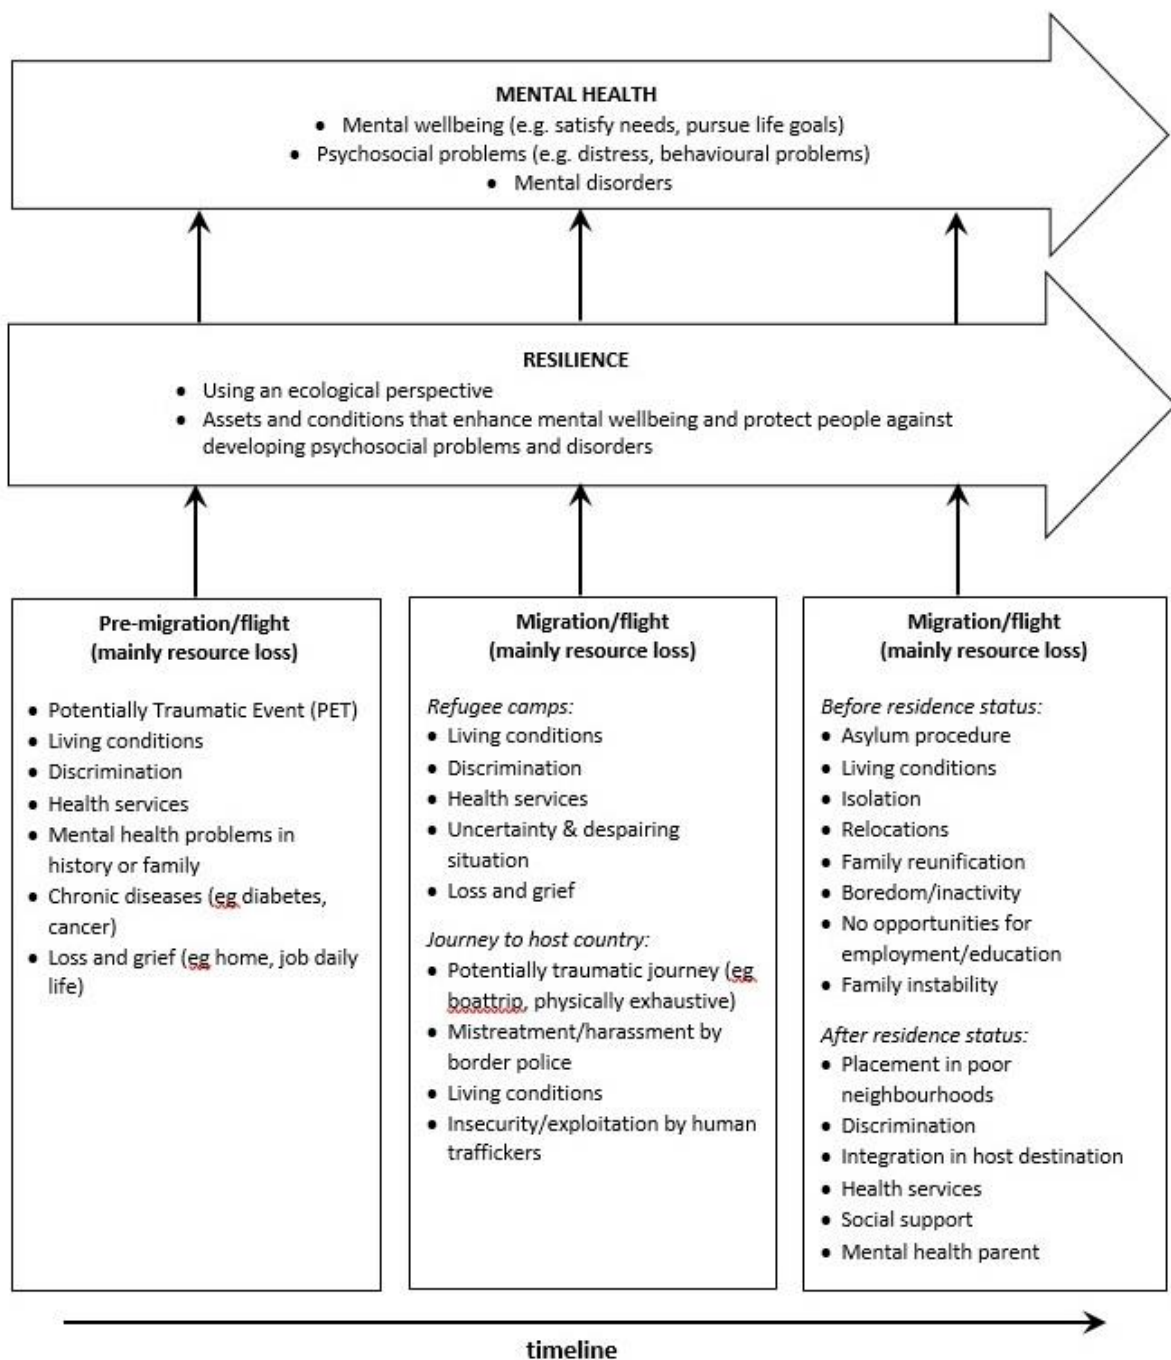 MENTAL HEALTH
• Mental wellbeing (e.g. satisfy needs, pursue life goals)
• Psychosocial problems (e.g. distress, behavioural problems)
• Mental disorders
RESILIENCE
• Using an ecological perspective
• Assets and conditions that enhance mental wellbeing and protect people against
developing psychosocial problems and disorders
Pre-migration/flight
(mainly resource loss)
• Potentially Traumatic Event (PET)
• Living conditions
• Discrimination
• Health services
• Mental health problems in
history or family
• Chronic diseases (eg diabetes,
cancer)
• Loss and grief (eg home, job daily
life)
Migration/flight
(mainly resource loss)
Refugee camps:
• Living conditions
• Discrimination
• Health services
• Uncertainty & despairing
situation
• Loss and grief
Journey to host country:
• Potentially traumatic journey (eg
boattrip, physically exhaustive)
• Mistreatment/harassment by
border police
• Living conditions
• Insecurity/exploitation by human
traffickers
Migration/flight
(mainly resource loss)
Before residence status:
• Asylum procedure
• Living conditions
• Isolation
• Relocations
• Family reunification
• Boredom/inactivity
• No opportunities for
employment/education
• Family instability
After residence status:
• Placement in poor
neighbourhoods
• Discrimination
• Integration in host destination
• Health services
• Social support
• Mental health parent
timeline